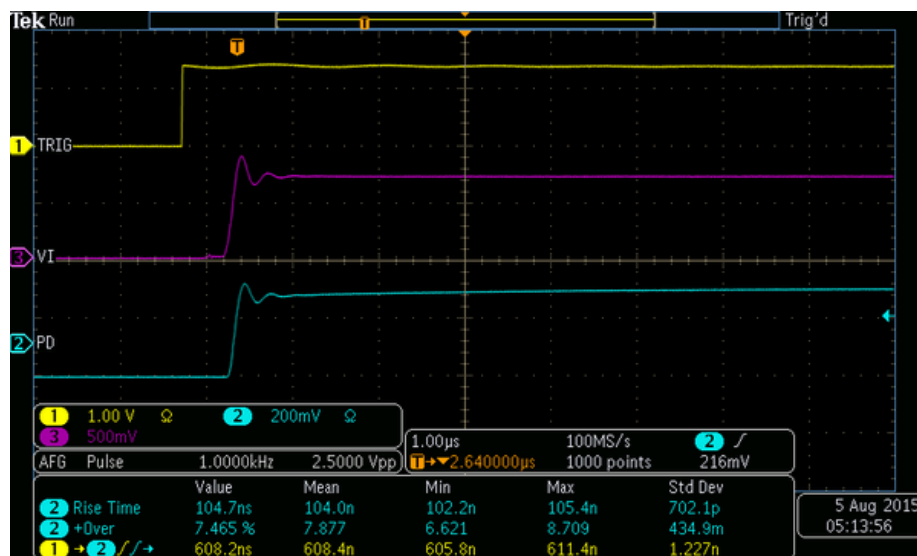 Tek Run Trig'd
T
T
1 TRIG
3 VI
2 PD
1 1.00 V Ω 2 200mV Ω
3 500mV
1.00µs 100MS/s 2 ∫
T→▼2.640000µs 1000 points 216mV
AFG Pulse 1.0000kHz 2.5000 Vpp
Value Mean Min Max Std Dev
2 Rise Time 104.7ns 104.0n 102.2n 105.4n 702.1p
2 +Over 7.465 % 7.877 6.621 8.709 434.9m
1 →2 ∫∫→ 608.2ns 608.4n 605.8n 611.4n 1.227n
5 Aug 2015
05:13:56